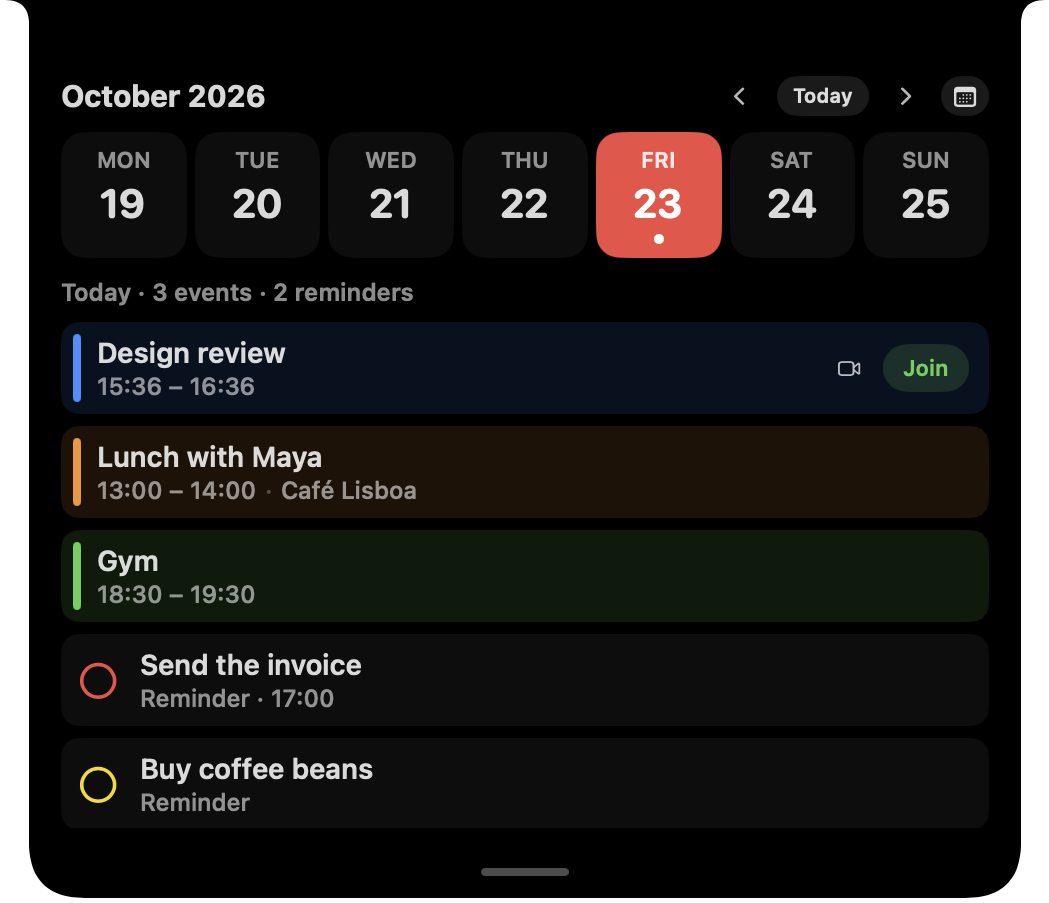 October 2026
Today
MON TUE WED THU FRI SAT SUN
19 20 21 22 23 24 25
Today · 3 events · 2 reminders
Design review
15:36 – 16:36
Join
Lunch with Maya
13:00 – 14:00 · Café Lisboa
Gym
18:30 – 19:30
Send the invoice
Reminder · 17:00
Buy coffee beans
Reminder